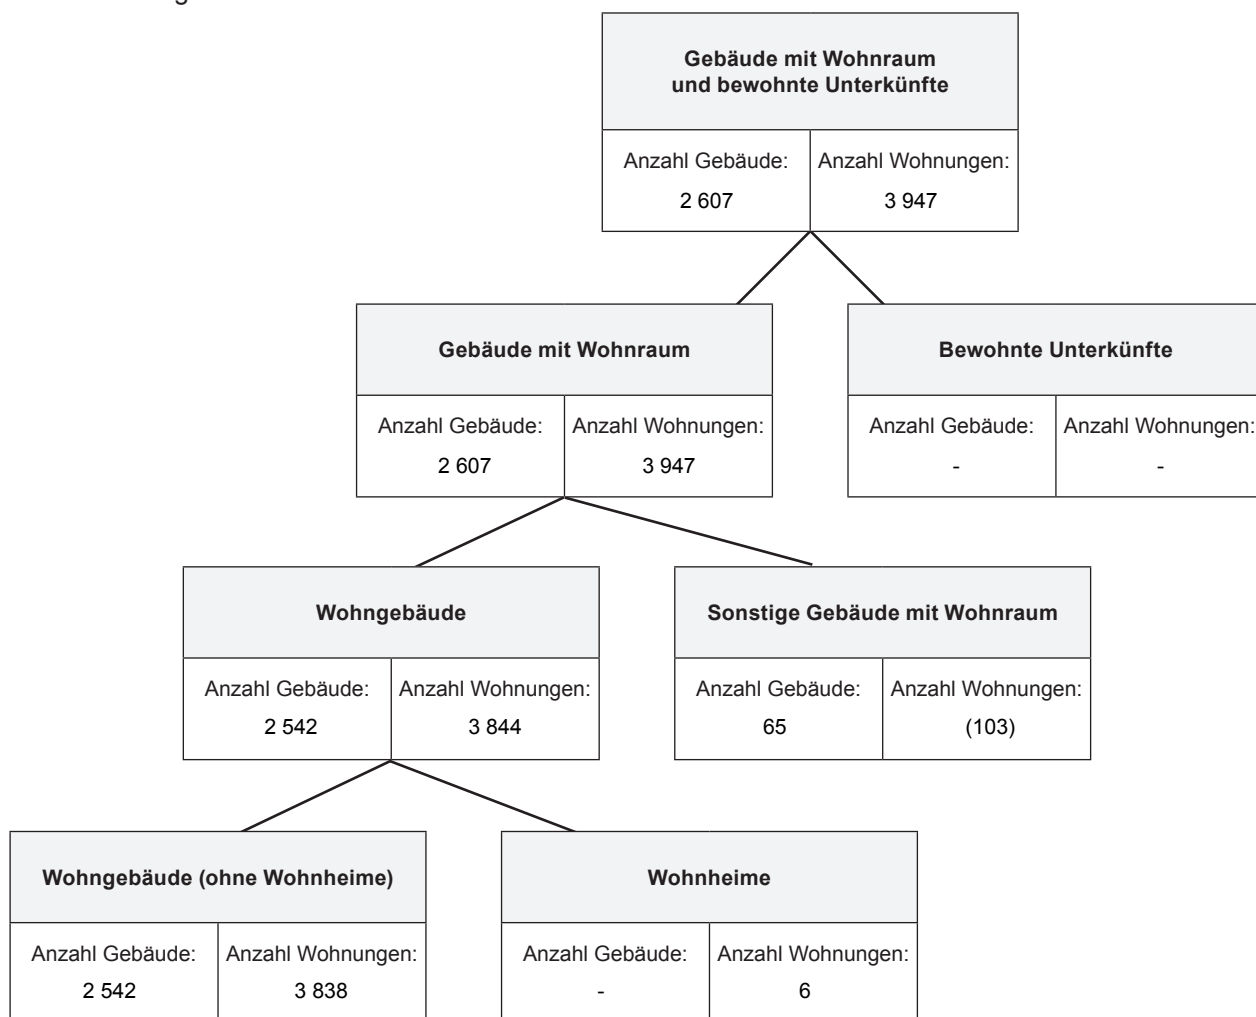 Gebäude mit Wohnraum
und bewohnte Unterkünfte
Anzahl Gebäude:
2 607
Anzahl Wohnungen:
3 947
Gebäude mit Wohnraum
Anzahl Gebäude:
2 607
Anzahl Wohnungen:
3 947
Bewohnte Unterkünfte
Anzahl Gebäude:
-
Anzahl Wohnungen:
-
Wohngebäude
Anzahl Gebäude:
2 542
Anzahl Wohnungen:
3 844
Sonstige Gebäude mit Wohnraum
Anzahl Gebäude:
65
Anzahl Wohnungen:
(103)
Wohngebäude (ohne Wohnheime)
Anzahl Gebäude:
2 542
Anzahl Wohnungen:
3 838
Wohnheime
Anzahl Gebäude:
-
Anzahl Wohnungen:
6